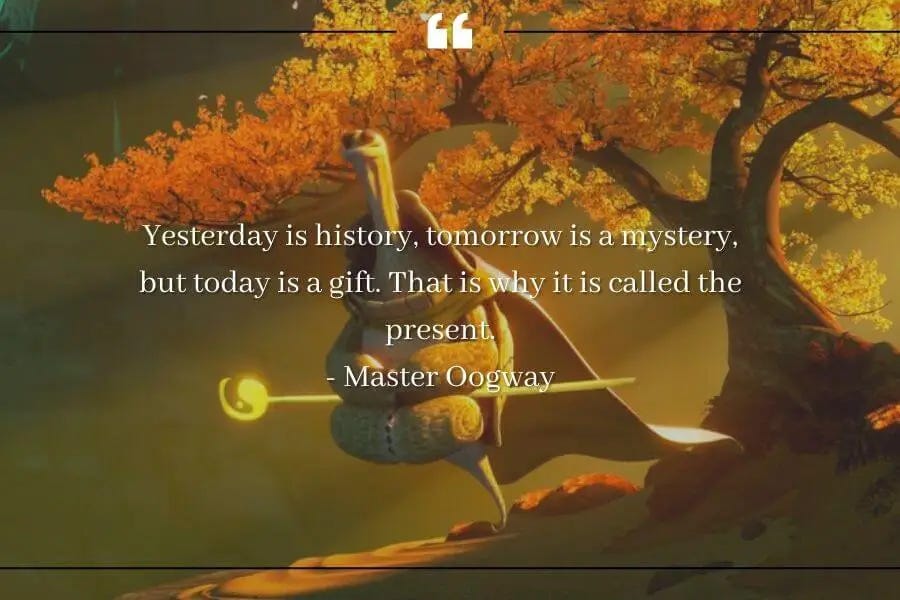 “
Yesterday is history, tomorrow is a mystery,
but today is a gift. That is why it is called the
present.
- Master Oogway